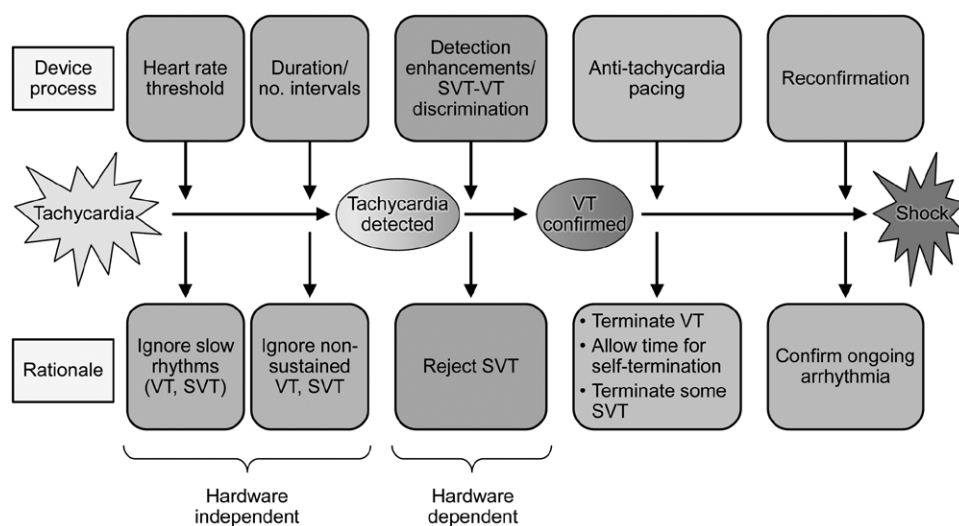 Device
process
Heart rate
threshold
Duration/
no. intervals
Detection
enhancements/
SVT-VT
discrimination
Anti-tachycardia
pacing
Reconfirmation
Tachycardia
Tachycardia
detected
VT
confirmed
Shock
Rationale
Ignore slow
rhythms
(VT, SVT)
Ignore non-
sustained
VT, SVT
Reject SVT
• Terminate VT
• Allow time for
self-termination
• Terminate some
SVT
Confirm ongoing
arrhythmia
Hardware
independent
Hardware
dependent